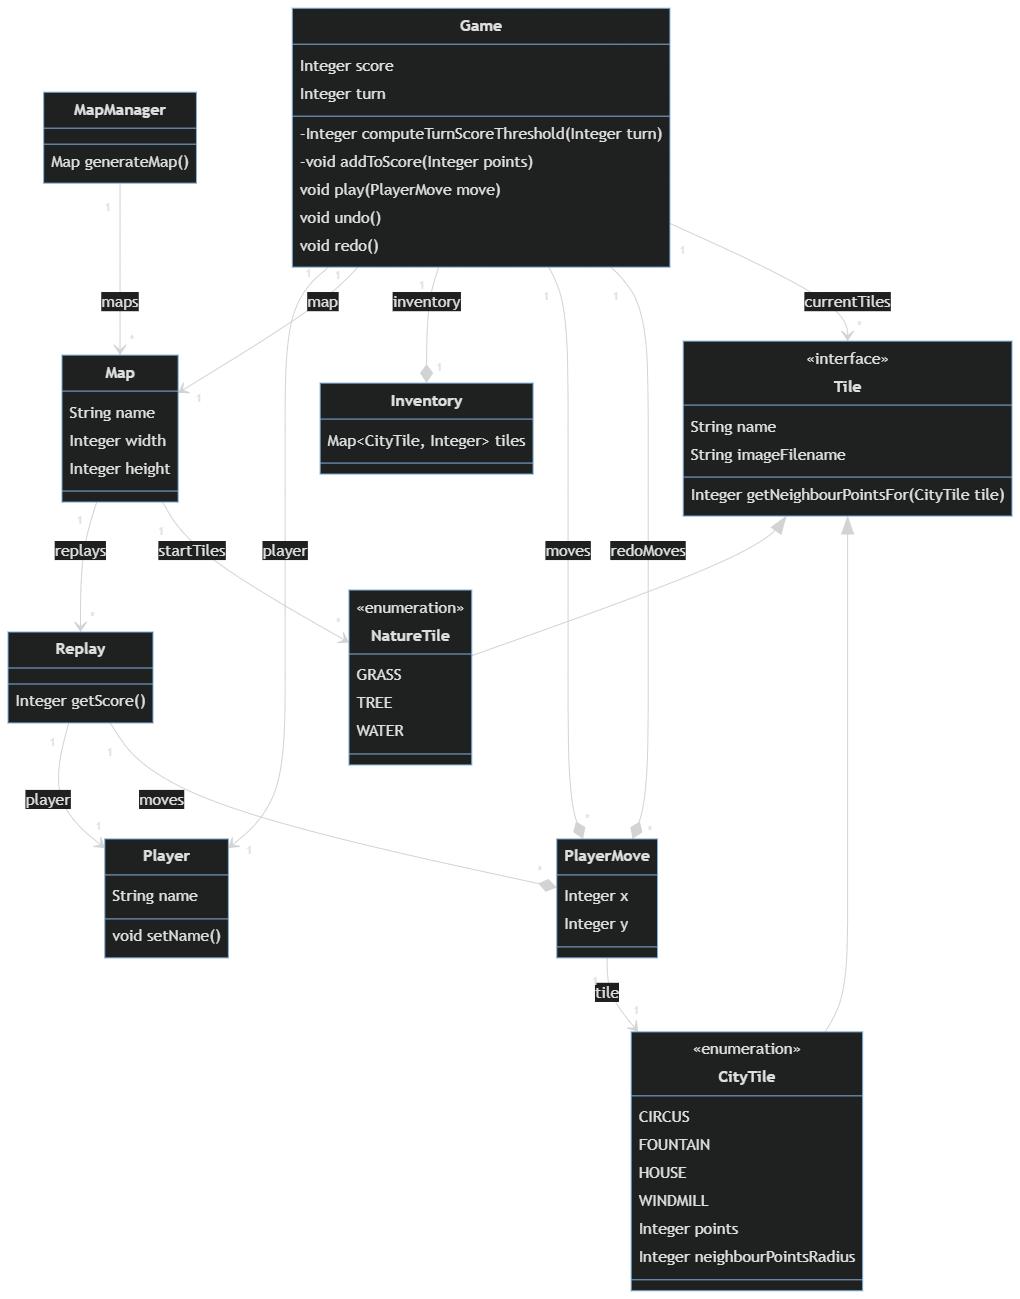 Game
Integer score
Integer turn
-Integer computeTurnScoreThreshold(Integer turn)
-void addToScore(Integer points)
void play(PlayerMove move)
void undo()
void redo()
MapManager
Map generateMap()
1
1
1
1
1
1
1
maps
map
inventory
currentTiles
*
1
1
*
Map
String name
Integer width
Integer height
Inventory
Map<CityTile, Integer> tiles
«interface»
Tile
String name
String imageFilename
Integer getNeighbourPointsFor(CityTile tile)
1
1
replays
startTiles
player
moves
redoMoves
*
*
Replay
Integer getScore()
«enumeration»
NatureTile
GRASS
TREE
WATER
1
1
player
moves
1
1
*
*
*
Player
String name
void setName()
PlayerMove
Integer x
Integer y
1
tile
1
«enumeration»
CityTile
CIRCUS
FOUNTAIN
HOUSE
WINDMILL
Integer points
Integer neighbourPointsRadius